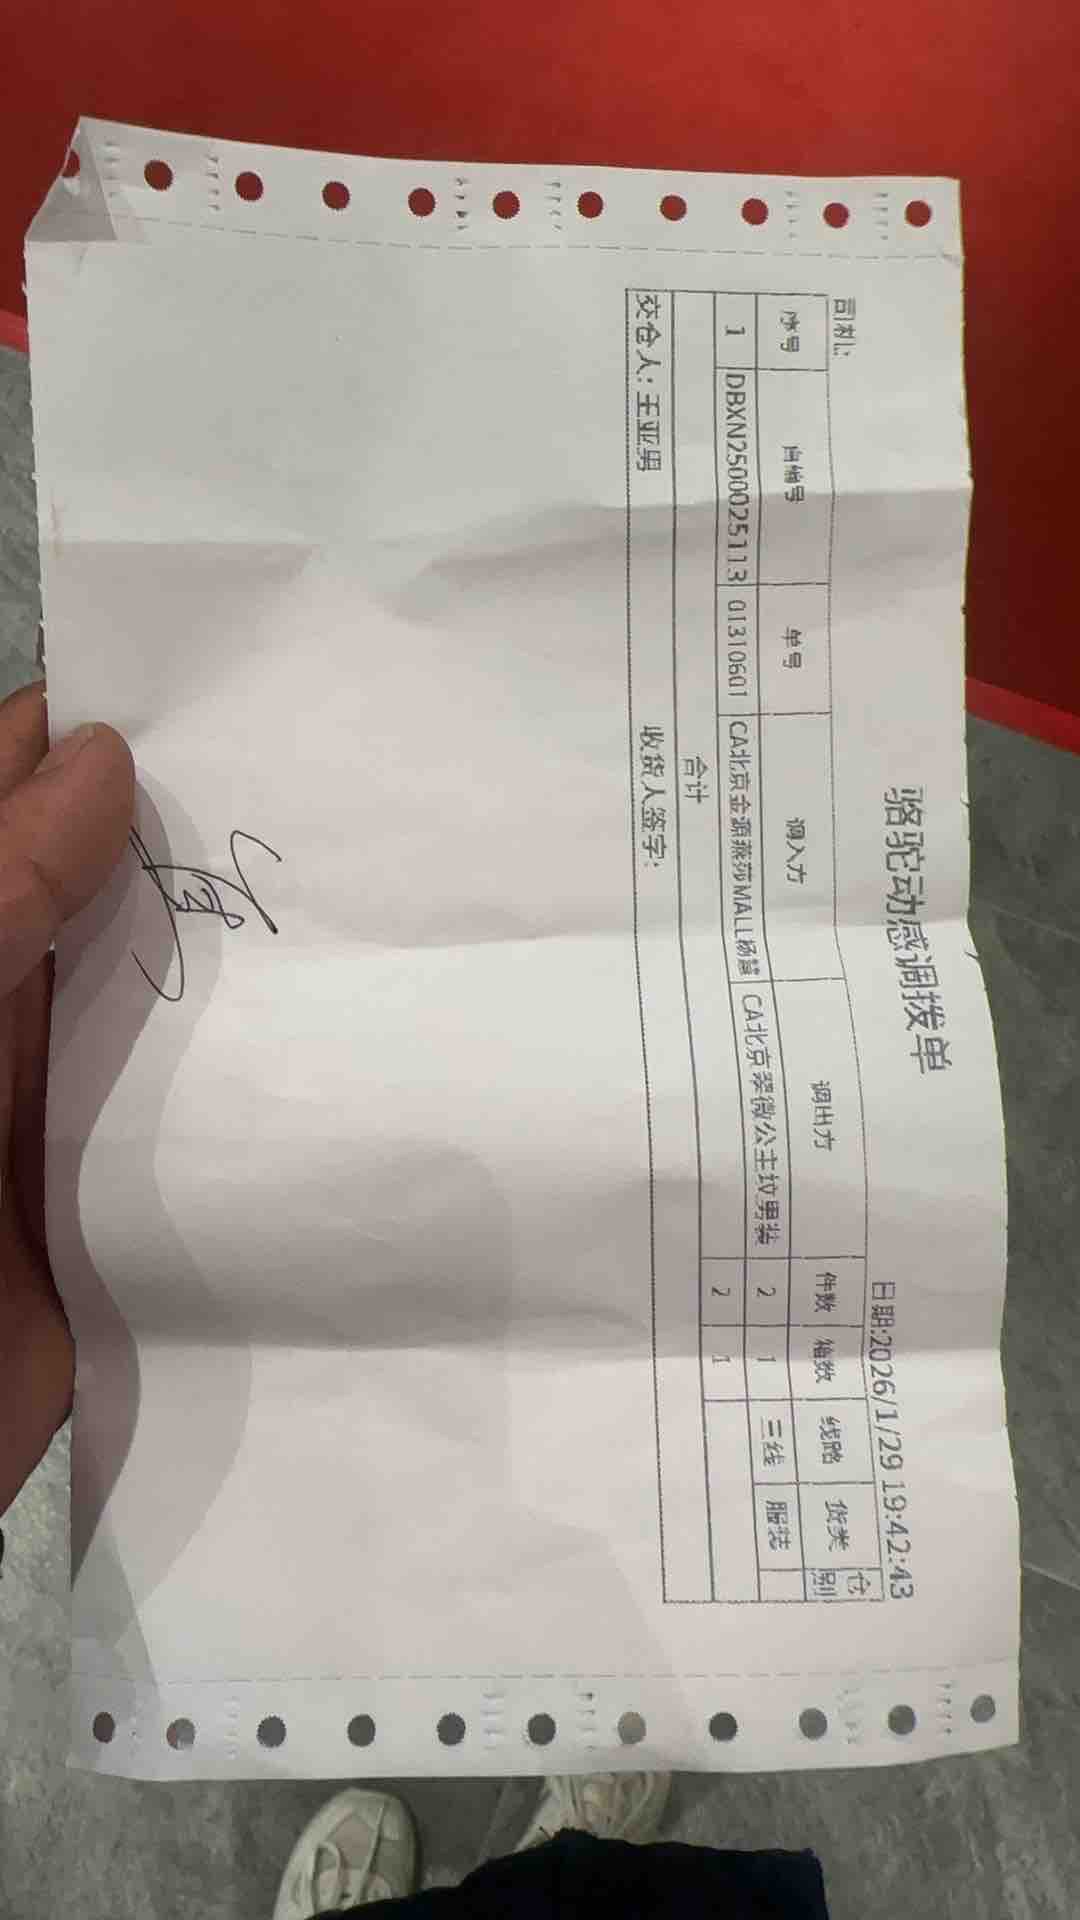 骆驼动感调拨单
司机: 日期:2026/1/29 19:42:43
序号 自编号 单号 调入方 调出方 件数 箱数 线路 货类 仓别
1 DBXN2500025113 01310601 CA北京金源燕莎MALL杨慧 CA北京翠微公主坟男装 2 1 三线 服装
合计 2 1
交仓人: 王亚男 收货人签字: